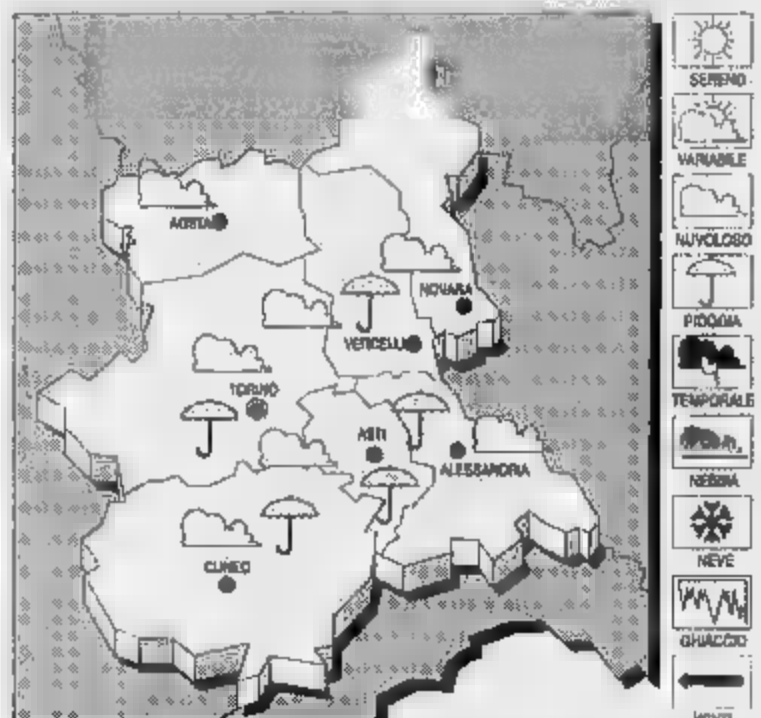 SERENO
VARIABILE
NUVOLOSO
PIOGGIA
TEMPORALE
NEBBIA
NEVE
GHIACCIO
AOSTA
NOVARA
VERCELLI
TORINO
ASTI
ALESSANDRIA
CUNEO